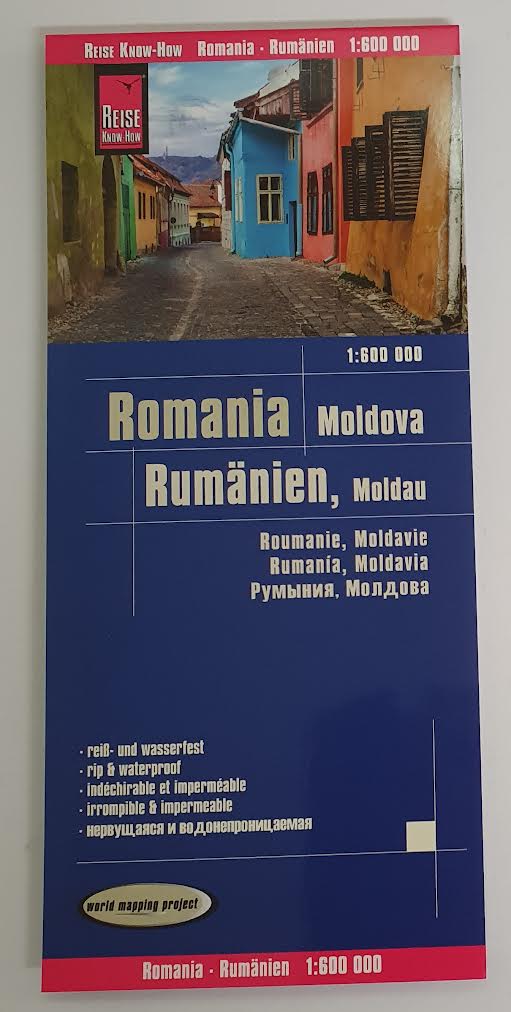 Reise Know-How Romania · Rumänien 1:600 000
REISE
KNOW-HOW
1:600 000
Romania Moldova
Rumänien, Moldau
Roumanie, Moldavie
Rumanía, Moldavia
Румыния, Молдова
· reiß- und wasserfest
· rip & waterproof
· indéchirable et imperméable
· irrompible & impermeable
· нервущаяся и водонепроницаемая
world mapping project
Romania · Rumänien 1:600 000